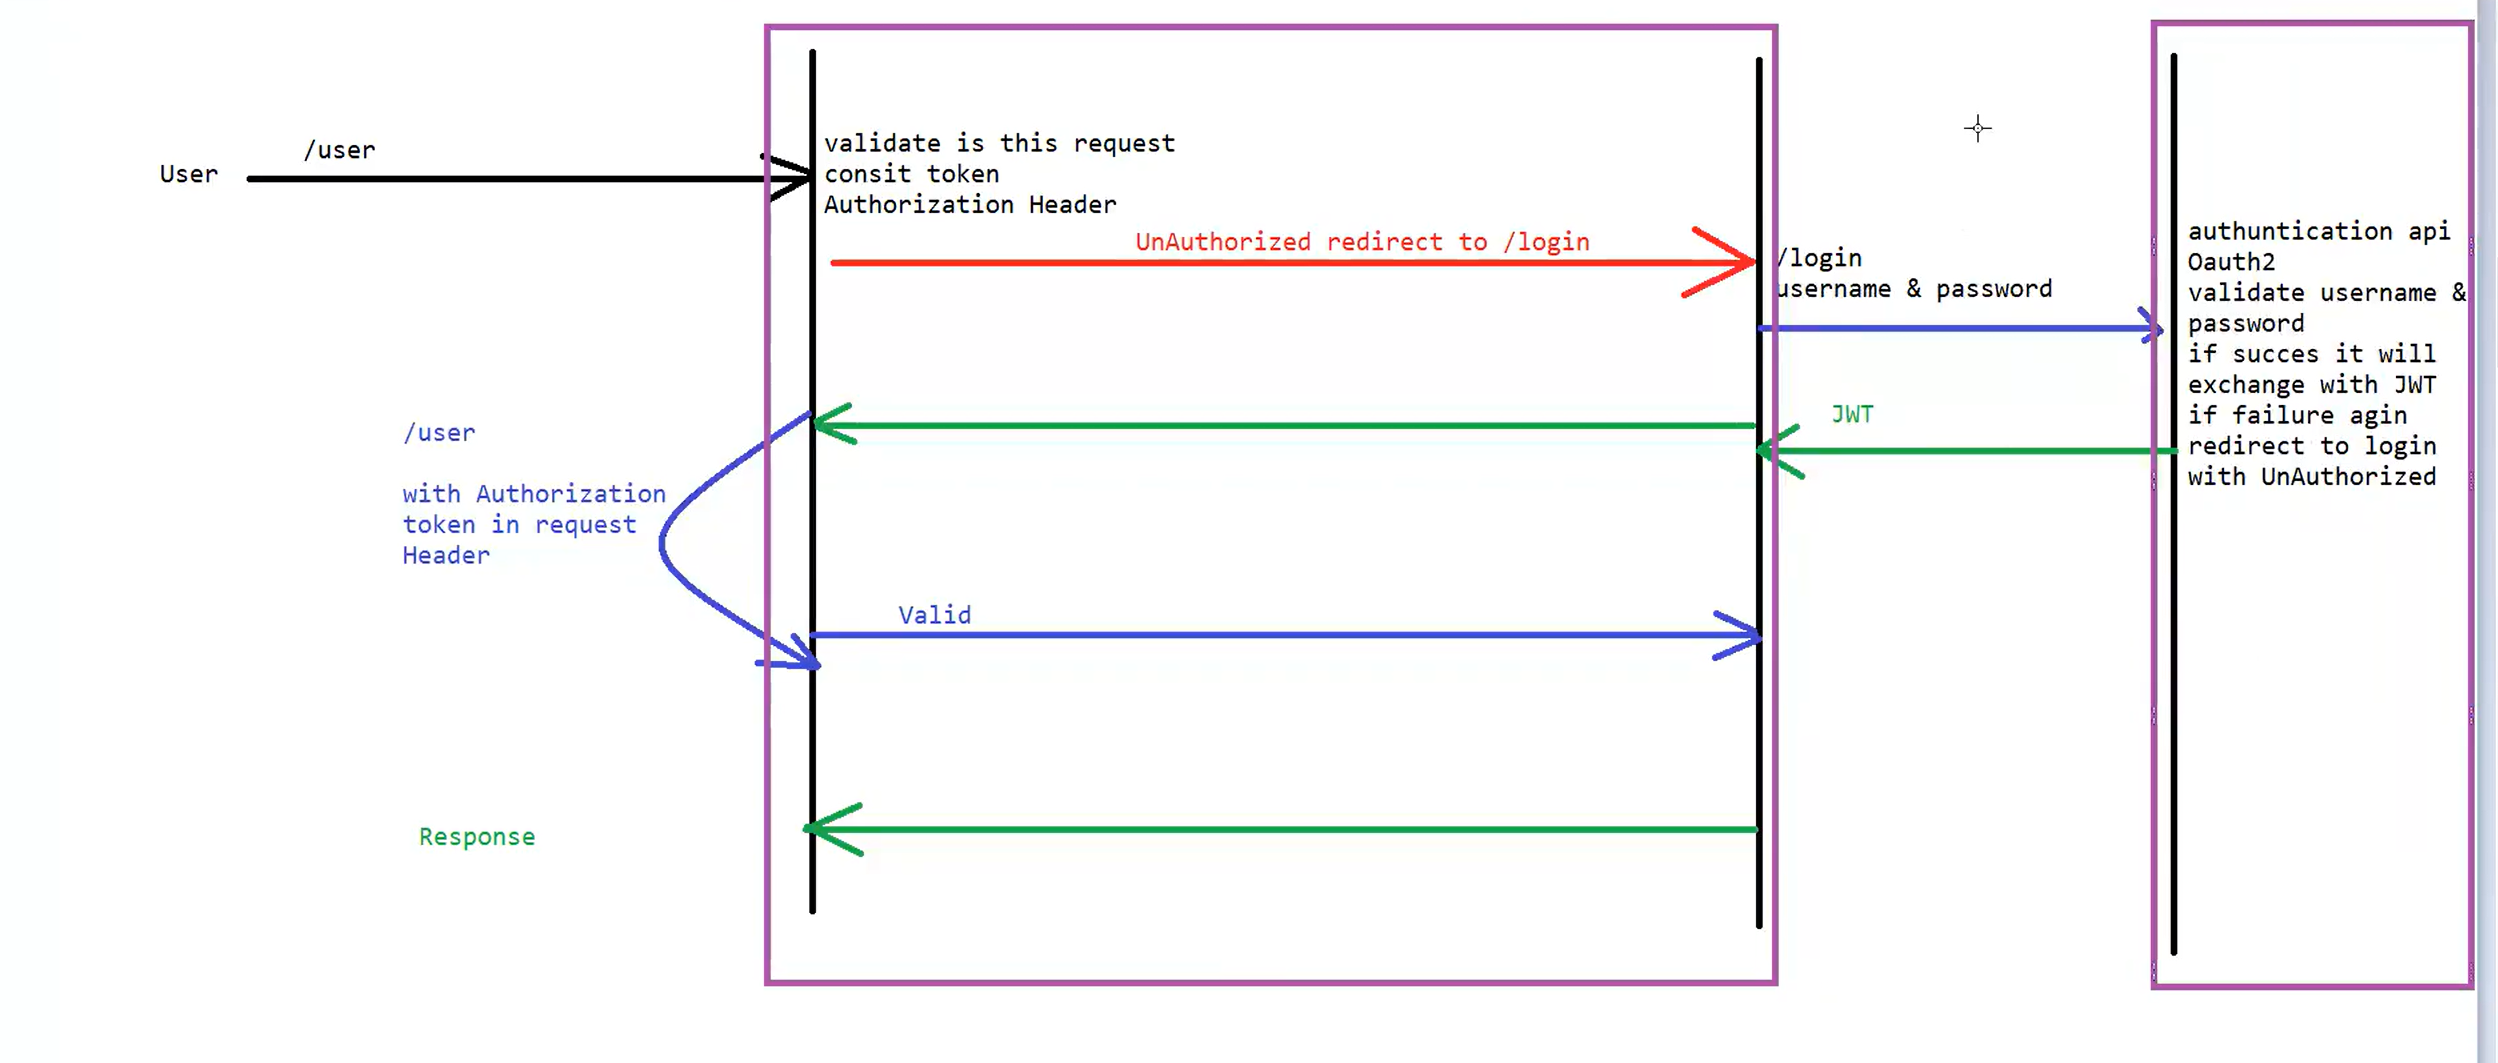 /user
User
validate is this request
consit token
Authorization Header
UnAuthorized redirect to /login
/login
username & password
authuntication api
Oauth2
validate username &
password
if succes it will
exchange with JWT
if failure agin
redirect to login
with UnAuthorized
JWT
/user
with Authorization
token in request
Header
Valid
Response